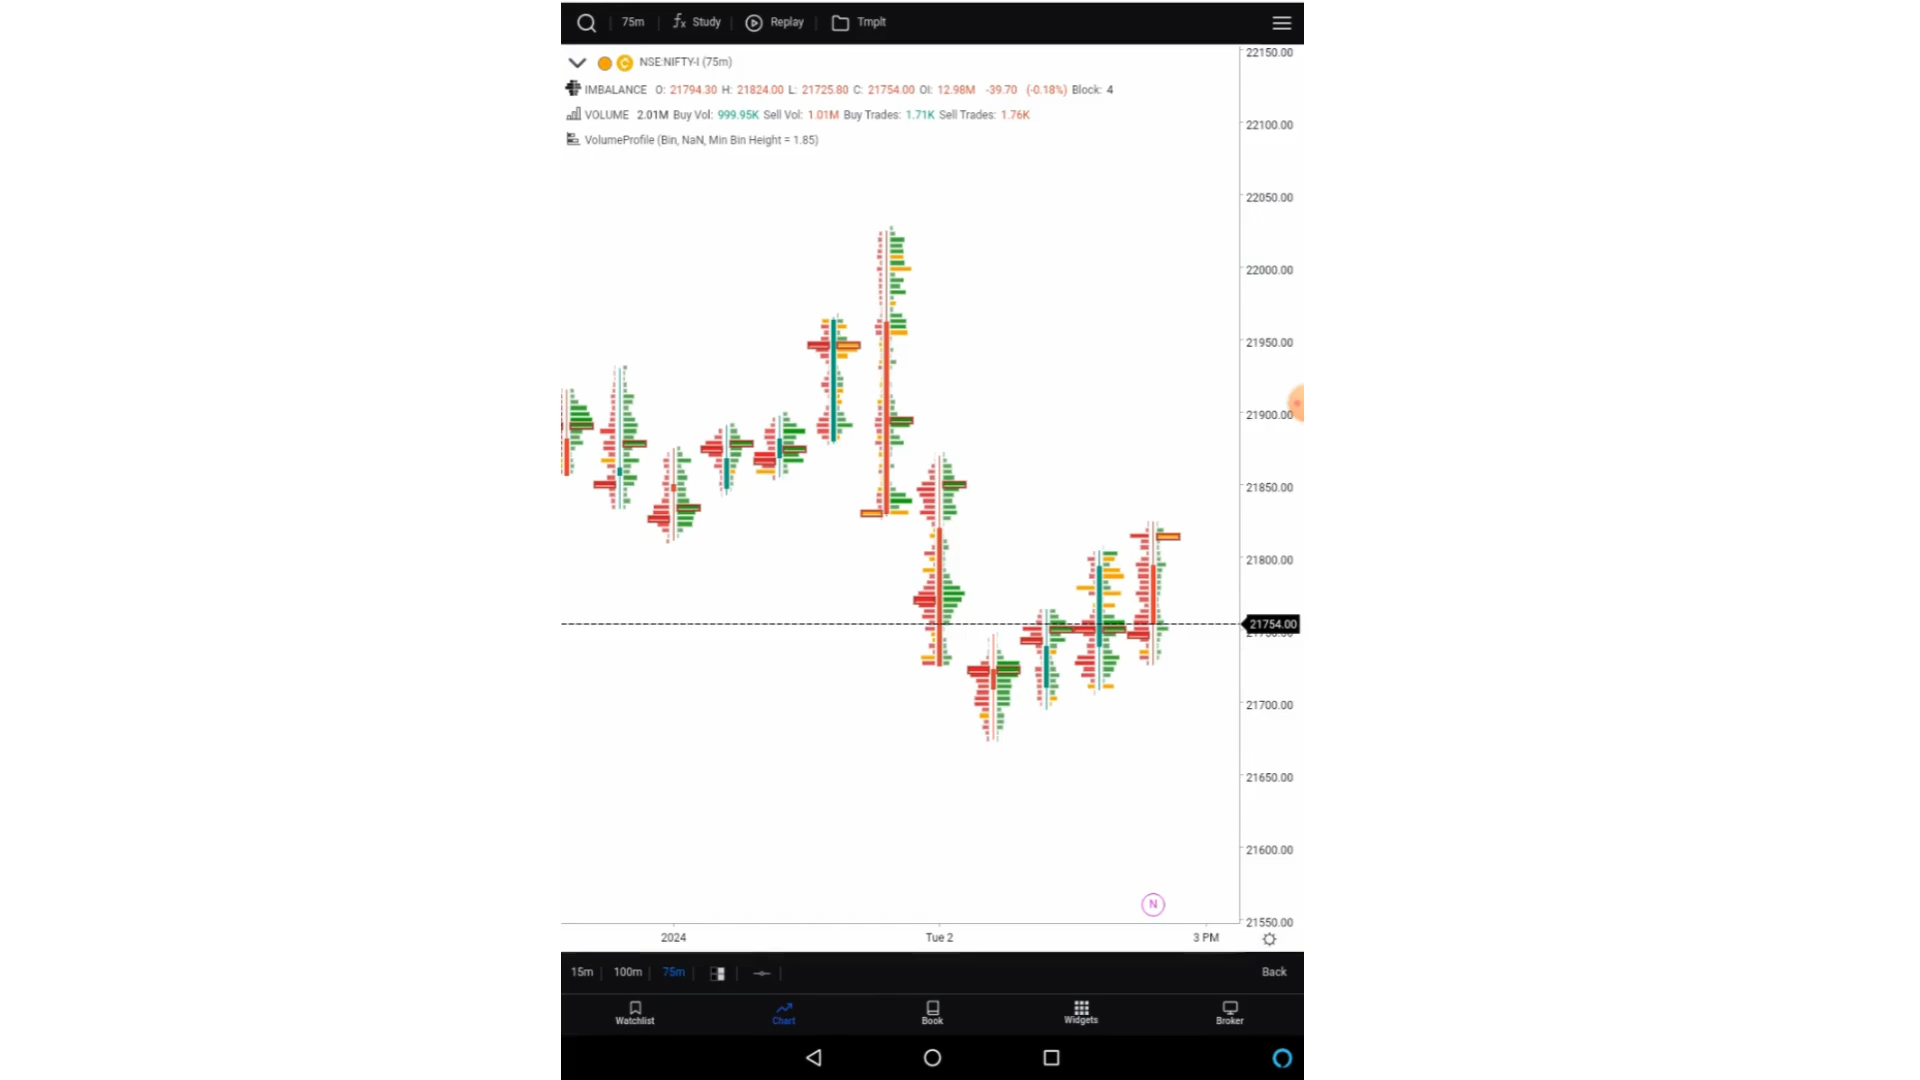 75m Study Replay Tmplt
C NSE:NIFTY-I (75m)
IMBALANCE O: 21794.30 H: 21824.00 L: 21725.80 C: 21754.00 OI: 12.98M -39.70 (-0.18%) Block: 4
VOLUME 2.01M Buy Vol: 999.95K Sell Vol: 1.01M Buy Trades: 1.71K Sell Trades: 1.76K
VolumeProfile (Bin, NaN, Min Bin Height = 1.85)
22150.00
22100.00
22050.00
22000.00
21950.00
21900.00
21850.00
21800.00
21754.00
21700.00
21650.00
21600.00
21550.00
N
2024 Tue 2 3 PM
15m 100m 75m Back
Watchlist Chart Book Widgets Broker